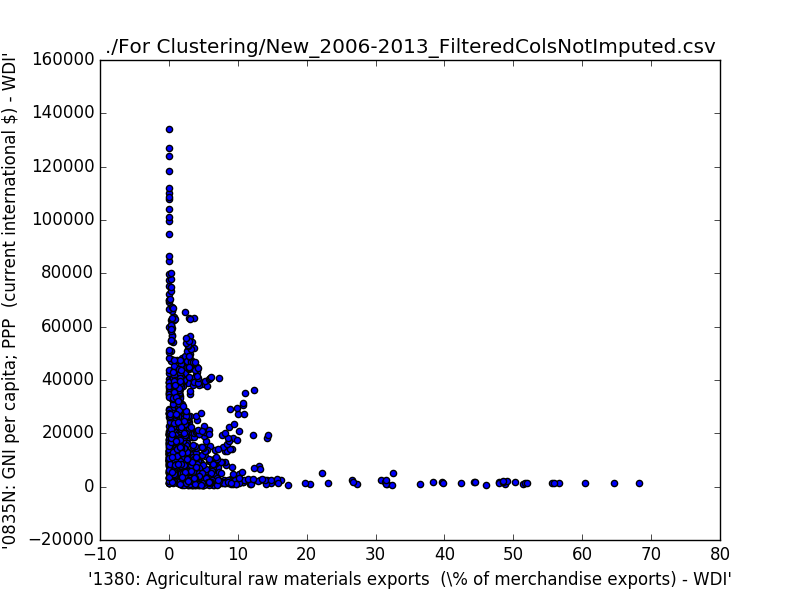 ./For Clustering/New_2006-2013_FilteredColsNotImputed.csv
160000
140000
120000
100000
80000
60000
40000
20000
0
−20000
−10 0 10 20 30 40 50 60 70 80
'0835N: GNI per capita; PPP  (current international $) - WDI'
'1380: Agricultural raw materials exports  (\% of merchandise exports) - WDI'